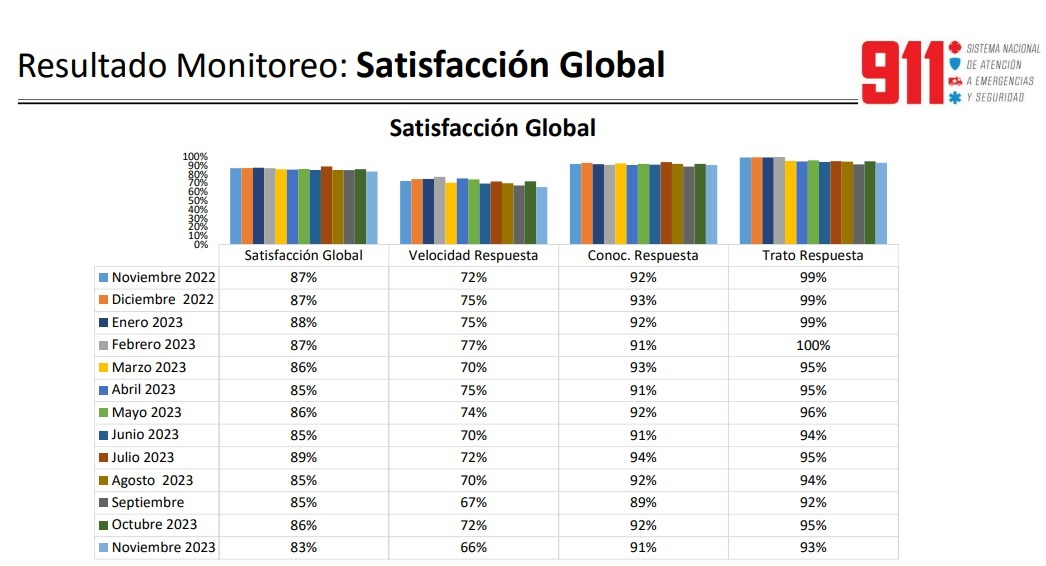 Resultado Monitoreo: Satisfacción Global
911
SISTEMA NACIONAL
DE ATENCIÓN
A EMERGENCIAS
Y SEGURIDAD
Satisfacción Global
100%
90%
80%
70%
60%
50%
40%
30%
20%
10%
0%
Satisfacción Global Velocidad Respuesta Conoc. Respuesta Trato Respuesta
Noviembre 2022 87% 72% 92% 99%
Diciembre 2022 87% 75% 93% 99%
Enero 2023 88% 75% 92% 99%
Febrero 2023 87% 77% 91% 100%
Marzo 2023 86% 70% 93% 95%
Abril 2023 85% 75% 91% 95%
Mayo 2023 86% 74% 92% 96%
Junio 2023 85% 70% 91% 94%
Julio 2023 89% 72% 94% 95%
Agosto 2023 85% 70% 92% 94%
Septiembre 85% 67% 89% 92%
Octubre 2023 86% 72% 92% 95%
Noviembre 2023 83% 66% 91% 93%